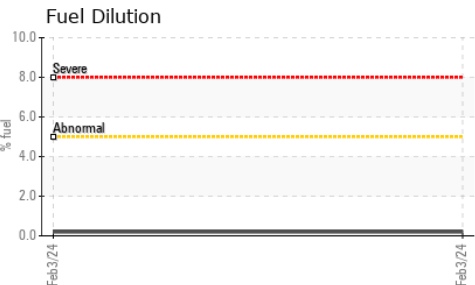 Fuel Dilution
10.0
Severe
8.0
6.0
Abnormal
% fuel
4.0
2.0
0.0
Feb3/24
Feb3/24